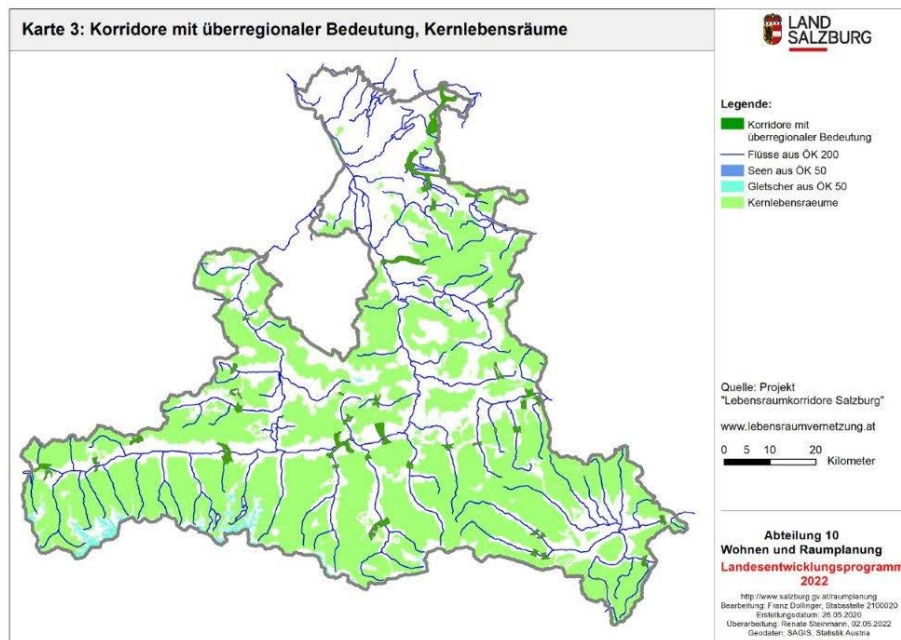 Karte 3: Korridore mit überregionaler Bedeutung, Kernlebensräume
LAND
SALZBURG
Legende:
Korridore mit
überregionaler Bedeutung
Flüsse aus ÖK 200
Seen aus ÖK 50
Gletscher aus ÖK 50
Kernlebensraeume
Quelle: Projekt
"Lebensraumkorridore Salzburg"
www.lebensraumvernetzung.at
0 5 10 20
Kilometer
Abteilung 10
Wohnen und Raumplanung
Landesentwicklungsprogramm
2022
http://www.salzburg.gv.at/raumplanung
Bearbeitung: Franz Dollinger, Stabsstelle 2100020
Erstellungsdatum: 26.05.2020
Überarbeitung: Renate Steinmann, 02.05.2022
Geodaten: SAGIS, Statistik Austria